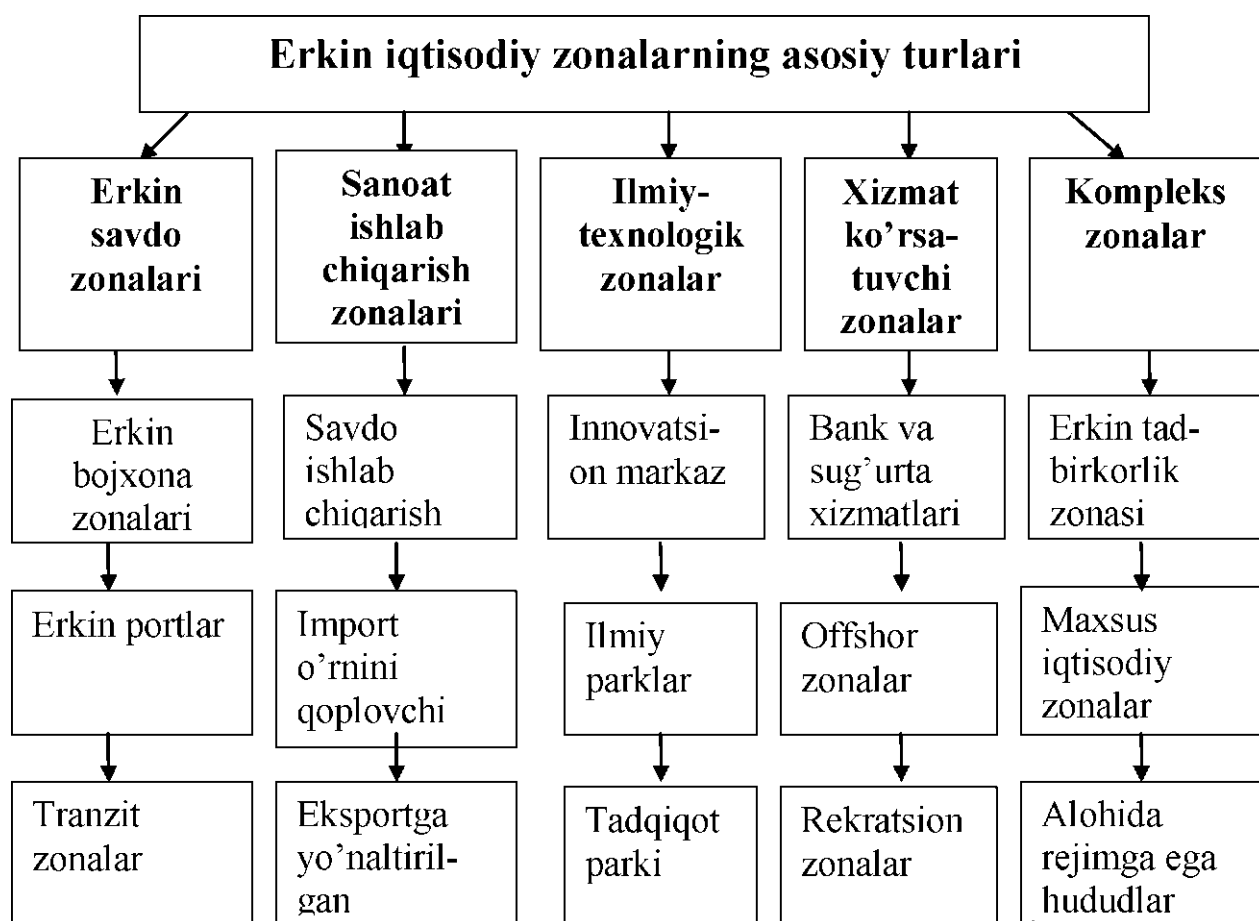 Erkin iqtisodiy zonalarning asosiy turlari
Erkin
savdo
zonalari
Sanoat
ishlab
chiqarish
zonalari
Ilmiy-
texnologik
zonalar
Xizmat
ko’rsa-
tuvchi
zonalar
Kompleks
zonalar
Erkin
bojxona
zonalari
Savdo
ishlab
chiqarish
Innovatsi-
on markaz
Bank va
sug’urta
xizmatlari
Erkin tad-
birkorlik
zonasi
Erkin portlar
Import
o’rnini
qoplovchi
Ilmiy
parklar
Offshor
zonalar
Maxsus
iqtisodiy
zonalar
Tranzit
zonalar
Eksportga
yo’naltiril-
gan
Tadqiqot
parki
Rekratsion
zonalar
Alohida
rejimga ega
hududlar